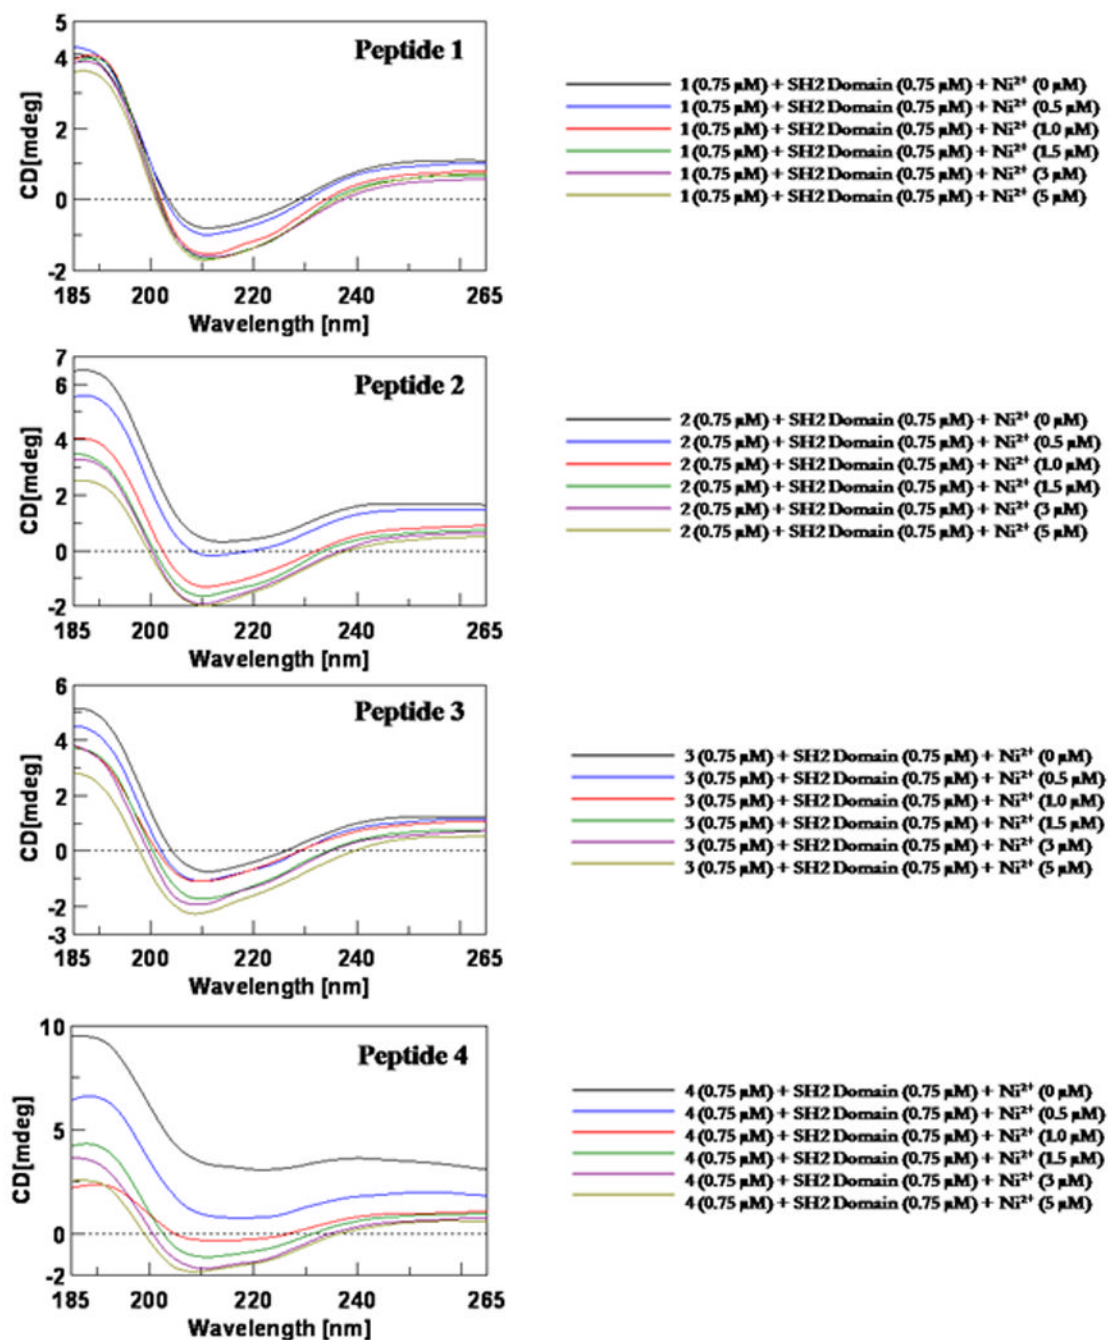 Peptide 1
CD[mdeg]
5
4
2
0
-2
185 200 220 240 265
Wavelength [nm]
1 (0.75 µM) + SH2 Domain (0.75 µM) + Ni²⁺ (0 µM)
1 (0.75 µM) + SH2 Domain (0.75 µM) + Ni²⁺ (0.5 µM)
1 (0.75 µM) + SH2 Domain (0.75 µM) + Ni²⁺ (1.0 µM)
1 (0.75 µM) + SH2 Domain (0.75 µM) + Ni²⁺ (1.5 µM)
1 (0.75 µM) + SH2 Domain (0.75 µM) + Ni²⁺ (3 µM)
1 (0.75 µM) + SH2 Domain (0.75 µM) + Ni²⁺ (5 µM)
Peptide 2
CD[mdeg]
7
6
4
2
0
-2
185 200 220 240 265
Wavelength [nm]
2 (0.75 µM) + SH2 Domain (0.75 µM) + Ni²⁺ (0 µM)
2 (0.75 µM) + SH2 Domain (0.75 µM) + Ni²⁺ (0.5 µM)
2 (0.75 µM) + SH2 Domain (0.75 µM) + Ni²⁺ (1.0 µM)
2 (0.75 µM) + SH2 Domain (0.75 µM) + Ni²⁺ (1.5 µM)
2 (0.75 µM) + SH2 Domain (0.75 µM) + Ni²⁺ (3 µM)
2 (0.75 µM) + SH2 Domain (0.75 µM) + Ni²⁺ (5 µM)
Peptide 3
CD[mdeg]
6
4
2
0
-2
-3
185 200 220 240 265
Wavelength [nm]
3 (0.75 µM) + SH2 Domain (0.75 µM) + Ni²⁺ (0 µM)
3 (0.75 µM) + SH2 Domain (0.75 µM) + Ni²⁺ (0.5 µM)
3 (0.75 µM) + SH2 Domain (0.75 µM) + Ni²⁺ (1.0 µM)
3 (0.75 µM) + SH2 Domain (0.75 µM) + Ni²⁺ (1.5 µM)
3 (0.75 µM) + SH2 Domain (0.75 µM) + Ni²⁺ (3 µM)
3 (0.75 µM) + SH2 Domain (0.75 µM) + Ni²⁺ (5 µM)
Peptide 4
CD[mdeg]
10
5
0
-2
185 200 220 240 265
Wavelength [nm]
4 (0.75 µM) + SH2 Domain (0.75 µM) + Ni²⁺ (0 µM)
4 (0.75 µM) + SH2 Domain (0.75 µM) + Ni²⁺ (0.5 µM)
4 (0.75 µM) + SH2 Domain (0.75 µM) + Ni²⁺ (1.0 µM)
4 (0.75 µM) + SH2 Domain (0.75 µM) + Ni²⁺ (1.5 µM)
4 (0.75 µM) + SH2 Domain (0.75 µM) + Ni²⁺ (3 µM)
4 (0.75 µM) + SH2 Domain (0.75 µM) + Ni²⁺ (5 µM)